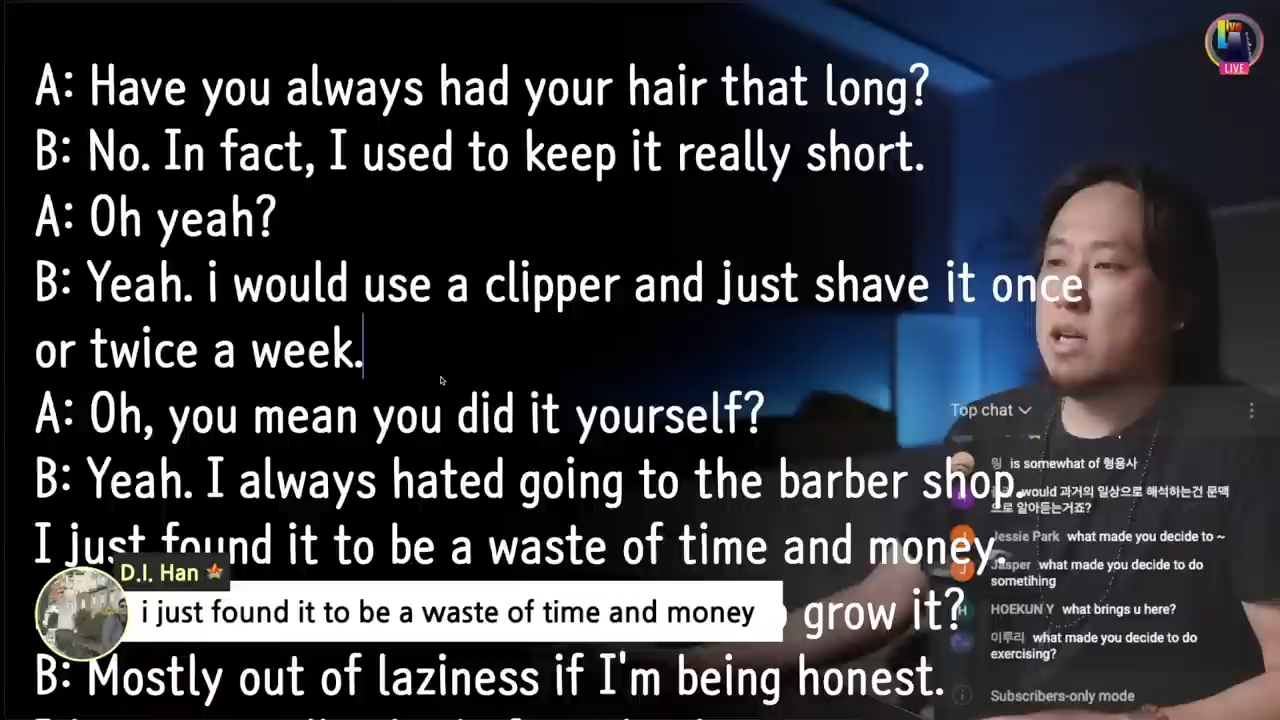 Live
LIVE
A: Have you always had your hair that long?
B: No. In fact, I used to keep it really short.
A: Oh yeah?
B: Yeah. i would use a clipper and just shave it once
or twice a week.
A: Oh, you mean you did it yourself?
B: Yeah. I always hated going to the barber shop.
I just found it to be a waste of time and money.
grow it?
B: Mostly out of laziness if I'm being honest.
D.I. Han
i just found it to be a waste of time and money
Top chat
링 is somewhat of 형용사
would 과거의 일상으로 해석하는건 문맥
으로 알아듣는거죠?
Jessie Park what made you decide to ~
Jasper what made you decide to do
sometihing
HOEKUN Y what brings u here?
이루리 what made you decide to do
exercising?
Subscribers-only mode